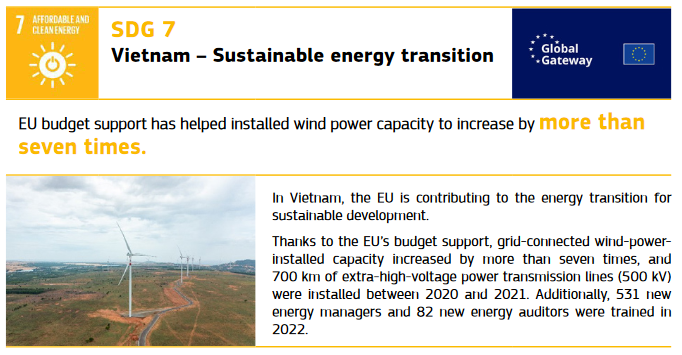 7 AFFORDABLE AND
CLEAN ENERGY
SDG 7
Vietnam – Sustainable energy transition
Global
Gateway
EU budget support has helped installed wind power capacity to increase by more than
seven times.
In Vietnam, the EU is contributing to the energy transition for
sustainable development.
Thanks to the EU's budget support, grid-connected wind-power-
installed capacity increased by more than seven times, and
700 km of extra-high-voltage power transmission lines (500 kV)
were installed between 2020 and 2021. Additionally, 531 new
energy managers and 82 new energy auditors were trained in
2022.